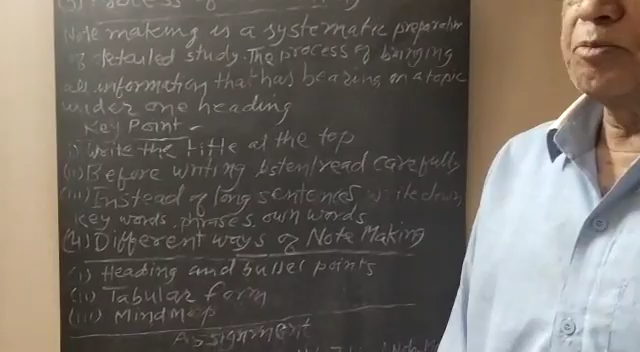 (3) Process of
Note making is a systematic preparation
of detailed study. The process of bringing
all information that has bearing on a topic
under one heading
Key Point -
i) Write the title at the top
(ii) Before writing listen/read carefully
(iii) Instead of long sentences write down
key words, phrases, own words
(4) Different ways of Note Making
(i) Heading and bullet points
(ii) Tabular form
(iii) Mind Map
Assignment